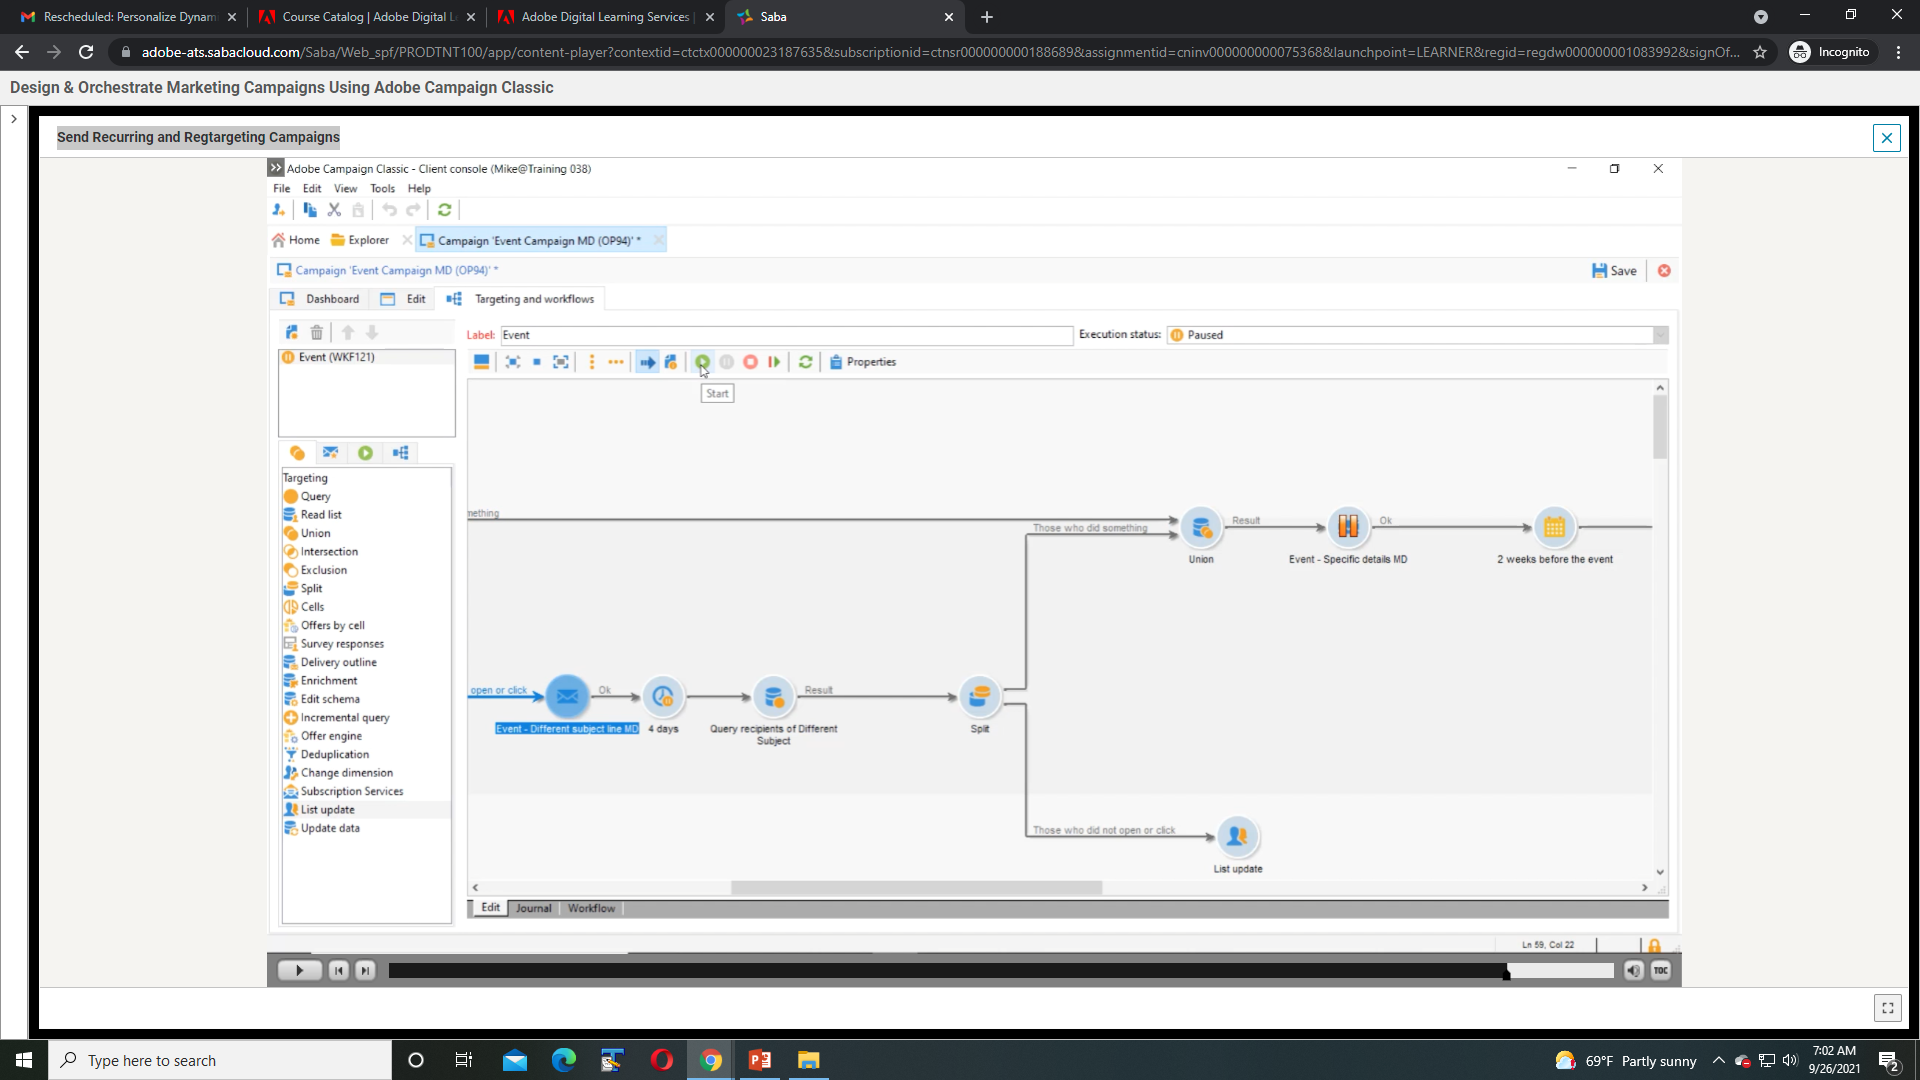 Rescheduled: Personalize Dynami
Course Catalog | Adobe Digital L
Adobe Digital Learning Services |
Saba
adobe-ats.sabacloud.com/Saba/Web_spf/PRODTNT100/app/content-player?contextid=ctctx000000023187635&subscriptionid=ctnsr000000000188689&assignmentid=cninv000000000075368&launchpoint=LEARNER&regid=regdw000000001083992&signOf...
Incognito
Design & Orchestrate Marketing Campaigns Using Adobe Campaign Classic
Send Recurring and Regtargeting Campaigns
Adobe Campaign Classic - Client console (Mike@Training 038)
File Edit View Tools Help
Home Explorer Campaign 'Event Campaign MD (OP94)' *
Campaign 'Event Campaign MD (OP94)' *
Save
Dashboard Edit Targeting and workflows
Label: Event
Execution status: Paused
Event (WKF121)
Properties
Start
Targeting
Query
Read list
Union
Intersection
Exclusion
Split
Cells
Offers by cell
Survey responses
Delivery outline
Enrichment
Edit schema
Incremental query
Offer engine
Deduplication
Change dimension
Subscription Services
List update
Update data
mething
Those who did something
Result
Ok
Union
Event - Specific details MD
2 weeks before the event
open or click
Ok
Result
Event - Different subject line MD
4 days
Query recipients of Different
Subject
Split
Those who did not open or click
List update
Edit Journal Workflow
Ln 59, Col 22
TOC
Type here to search
69°F Partly sunny
7:02 AM
9/26/2021
2